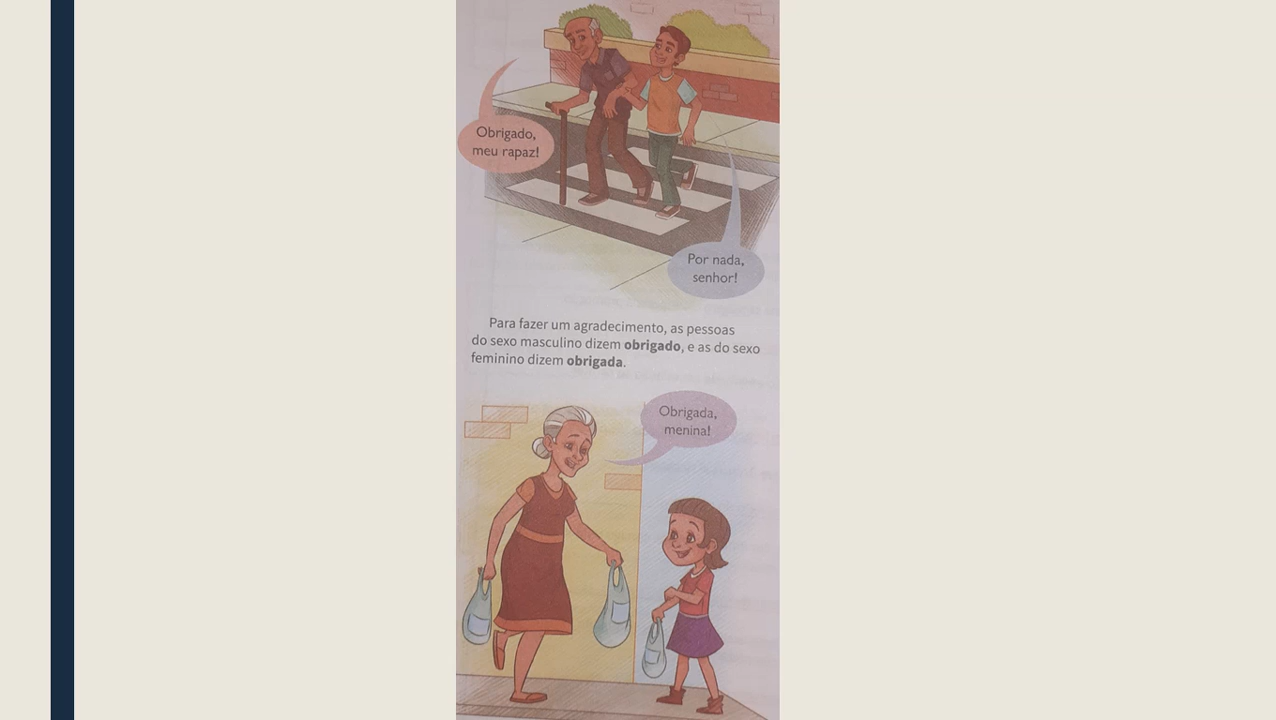 Obrigado,
meu rapaz!
Por nada,
senhor!
Para fazer um agradecimento, as pessoas
do sexo masculino dizem obrigado, e as do sexo
feminino dizem obrigada.
Obrigada,
menina!